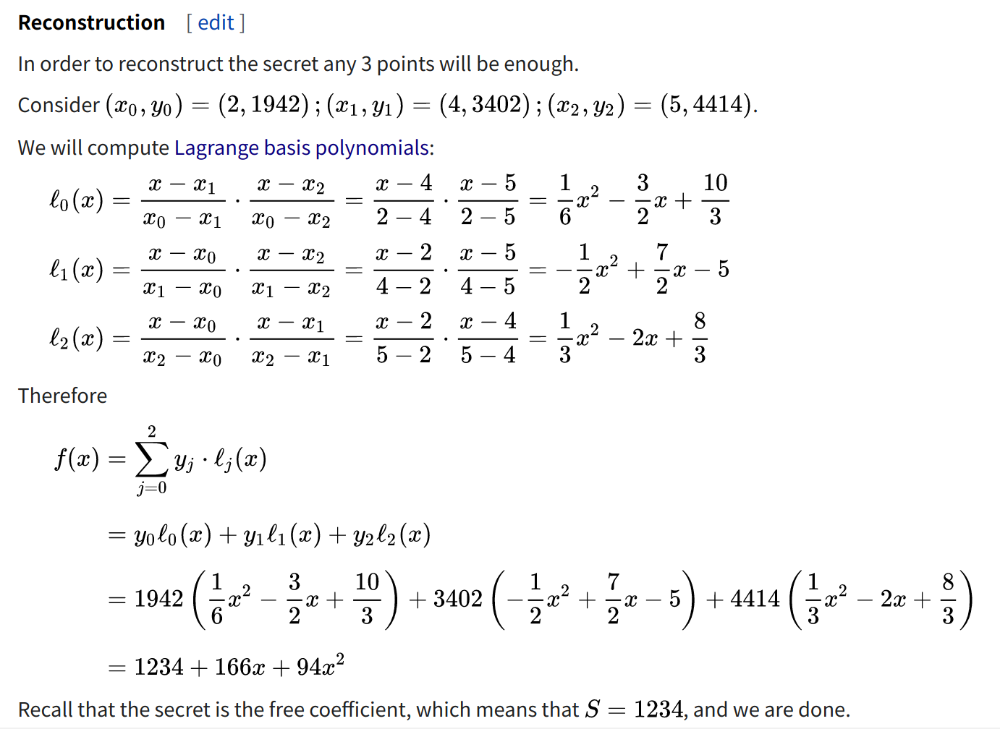 Reconstruction [ edit ]
In order to reconstruct the secret any 3 points will be enough.
Consider $(x_0, y_0) = (2, 1942) ; (x_1, y_1) = (4, 3402) ; (x_2, y_2) = (5, 4414)$.
We will compute Lagrange basis polynomials:
$\ell_0(x) = \frac{x - x_1}{x_0 - x_1} \cdot \frac{x - x_2}{x_0 - x_2} = \frac{x - 4}{2 - 4} \cdot \frac{x - 5}{2 - 5} = \frac{1}{6}x^2 - \frac{3}{2}x + \frac{10}{3}$
$\ell_1(x) = \frac{x - x_0}{x_1 - x_0} \cdot \frac{x - x_2}{x_1 - x_2} = \frac{x - 2}{4 - 2} \cdot \frac{x - 5}{4 - 5} = -\frac{1}{2}x^2 + \frac{7}{2}x - 5$
$\ell_2(x) = \frac{x - x_0}{x_2 - x_0} \cdot \frac{x - x_1}{x_2 - x_1} = \frac{x - 2}{5 - 2} \cdot \frac{x - 4}{5 - 4} = \frac{1}{3}x^2 - 2x + \frac{8}{3}$
Therefore
$f(x) = \sum_{j=0}^{2} y_j \cdot \ell_j(x)$
$= y_0 \ell_0(x) + y_1 \ell_1(x) + y_2 \ell_2(x)$
$= 1942 \left( \frac{1}{6}x^2 - \frac{3}{2}x + \frac{10}{3} \right) + 3402 \left( -\frac{1}{2}x^2 + \frac{7}{2}x - 5 \right) + 4414 \left( \frac{1}{3}x^2 - 2x + \frac{8}{3} \right)$
$= 1234 + 166x + 94x^2$
Recall that the secret is the free coefficient, which means that $S = 1234$, and we are done.